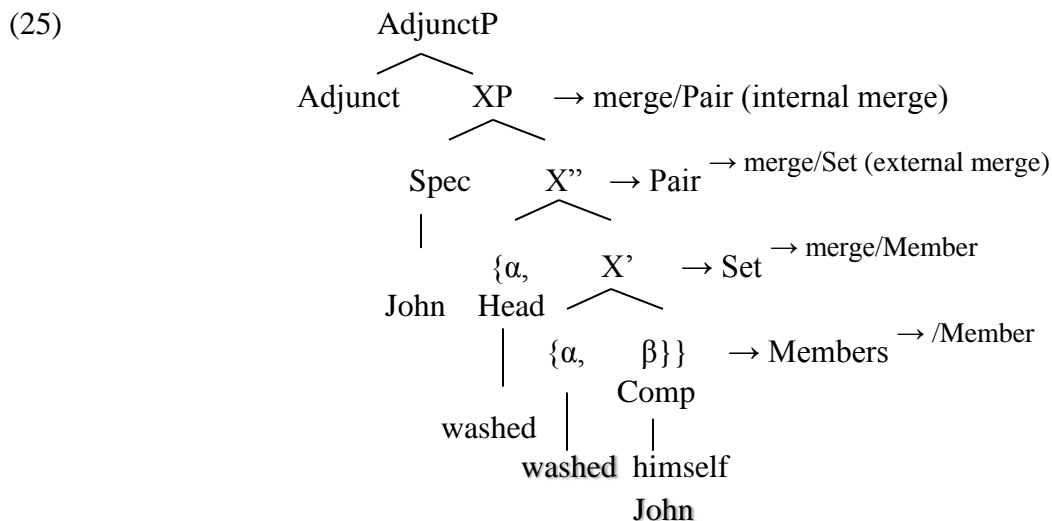 (25) AdjunctP
Adjunct XP → merge/Pair (internal merge)
Spec X” → Pair → merge/Set (external merge)
{α, X’ → Set → merge/Member
John Head
{α, β}} → Members → /Member
Comp
washed
washed himself
John